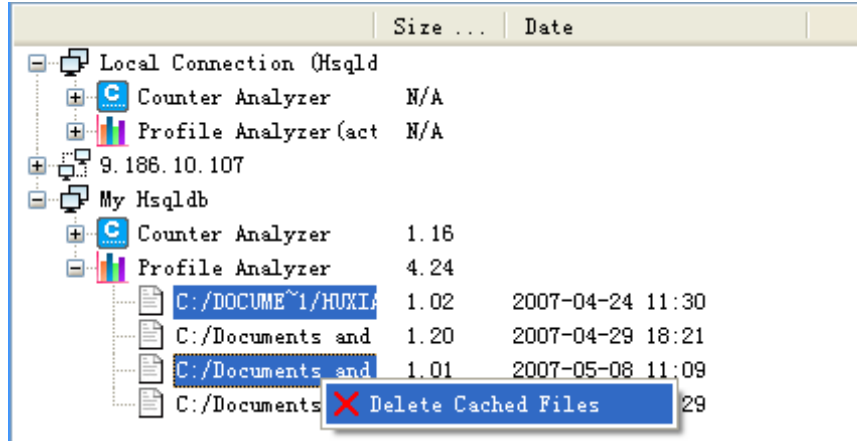 Size ... Date
Local Connection (Hsqld
Counter Analyzer N/A
Profile Analyzer(act N/A
9.186.10.107
My Hsqldb
Counter Analyzer 1.16
Profile Analyzer 4.24
C:/DOCUME~1/HUXIA 1.02 2007-04-24 11:30
C:/Documents and 1.20 2007-04-29 18:21
C:/Documents and 1.01 2007-05-08 11:09
C:/Documents Delete Cached Files 29